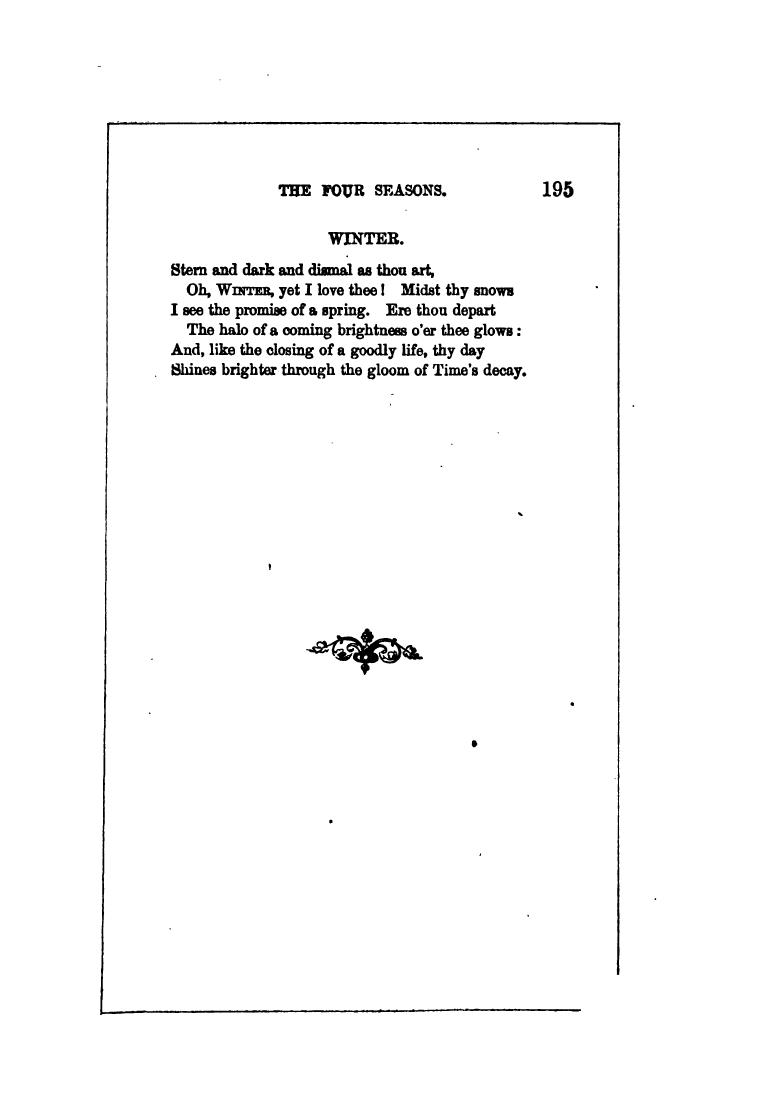 THE FOUR SEASONS. 195
WINTER.
Stern and dark and dismal as thou art,
Oh, WINTER, yet I love thee! Midst thy snows
I see the promise of a spring. Ere thou depart
The halo of a coming brightness o'er thee glows:
And, like the closing of a goodly life, thy day
Shines brighter through the gloom of Time's decay.